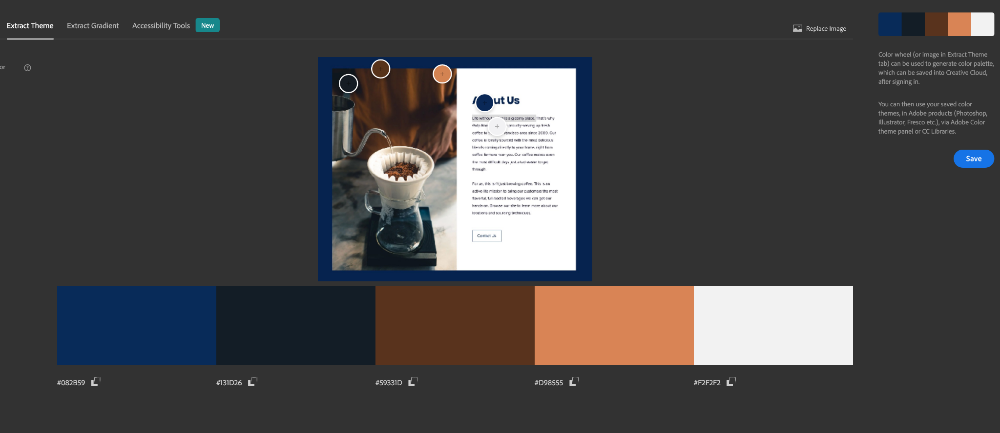 Extract Theme
Extract Gradient
Accessibility Tools
New
Replace Image
or
?
Color wheel (or image in Extract Theme
tab) can be used to generate color palette,
which can be saved into Creative Cloud,
after signing in.
You can then use your saved color
themes, in Adobe products (Photoshop,
Illustrator, Fresco etc.), via Adobe Color
theme panel or CC Libraries.
Save
ut Us
Life without is a gloomy place. That's why
Gulp proudly serving up fresh
coffee to area since 2000. Our
coffee is locally sourced with the most delicious
blends coming directly to your home, right from
coffee farmers near you. Our coffee makes even
the most difficult days just a tad easier to get
through.
For us, this isn't just brewing coffee. This is an
active life mission to bring our customers the most
flavorful, full-bodied beverages we can get our
hands on. Browse our site to learn more about our
locations and sourcing techniques.
Contact Us
#082B59
#131D26
#59331D
#D98555
#F2F2F2